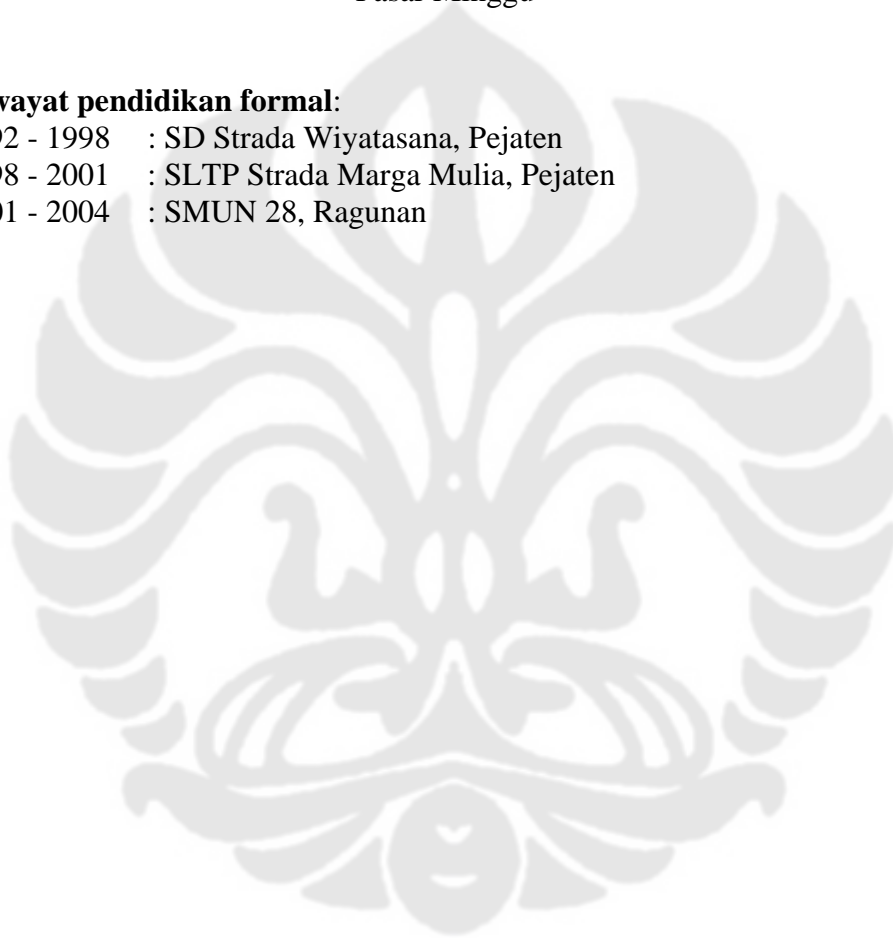 Pasar Minggu
wayat pendidikan formal:
92 - 1998 : SD Strada Wiyatasana, Pejaten
98 - 2001 : SLTP Strada Marga Mulia, Pejaten
01 - 2004 : SMUN 28, Ragunan